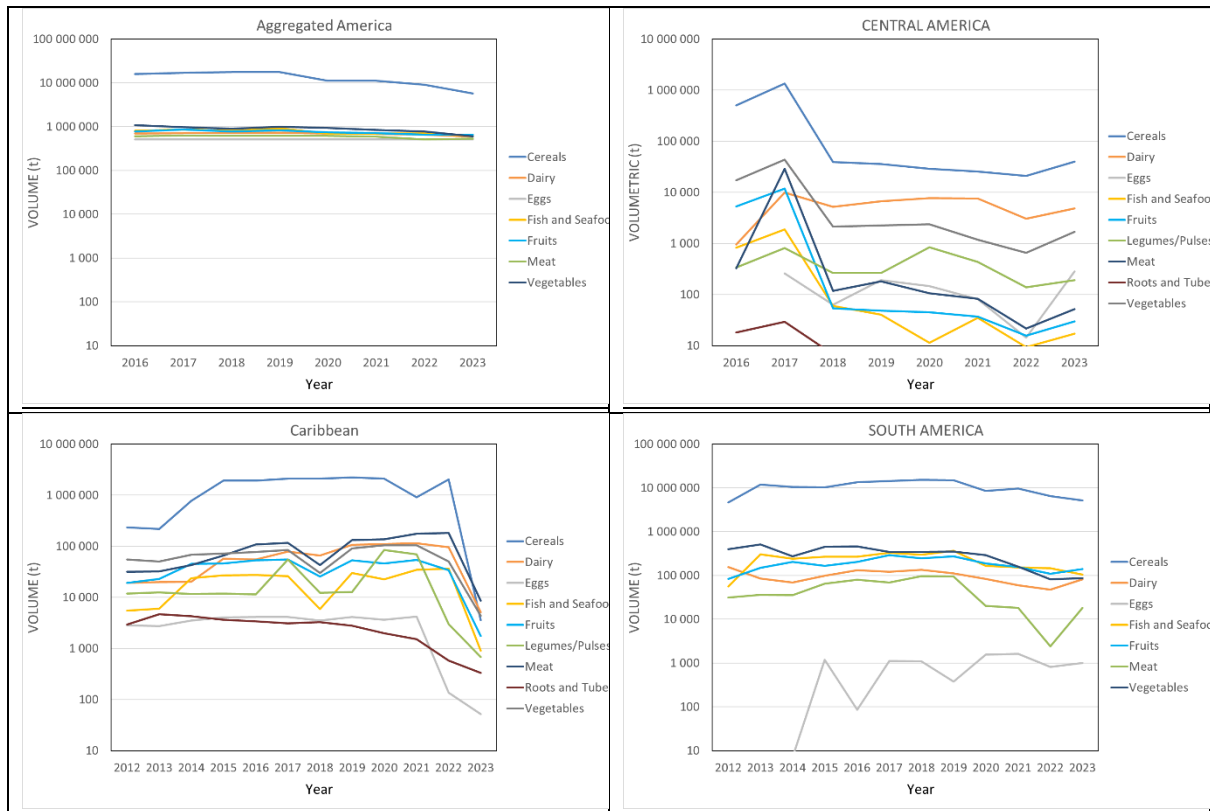 Aggregated America
100 000 000
10 000 000
1 000 000
100 000
10 000
1 000
100
10
VOLUME (t)
2016 2017 2018 2019 2020 2021 2022 2023
Year
Cereals
Dairy
Eggs
Fish and Seafoo
Fruits
Meat
Vegetables
CENTRAL AMERICA
10 000 000
1 000 000
100 000
10 000
1 000
100
10
VOLUMETRIC (t)
2016 2017 2018 2019 2020 2021 2022 2023
Year
Cereals
Dairy
Eggs
Fish and Seafoo
Fruits
Legumes/Pulses
Meat
Roots and Tube
Vegetables
Caribbean
10 000 000
1 000 000
100 000
10 000
1 000
100
10
VOLUME (t)
2012 2013 2014 2015 2016 2017 2018 2019 2020 2021 2022 2023
Year
Cereals
Dairy
Eggs
Fish and Seafoo
Fruits
Legumes/Pulses
Meat
Roots and Tube
Vegetables
SOUTH AMERICA
100 000 000
10 000 000
1 000 000
100 000
10 000
1 000
100
10
VOLUME (t)
2012 2013 2014 2015 2016 2017 2018 2019 2020 2021 2022 2023
Year
Cereals
Dairy
Eggs
Fish and Seafoo
Fruits
Meat
Vegetables